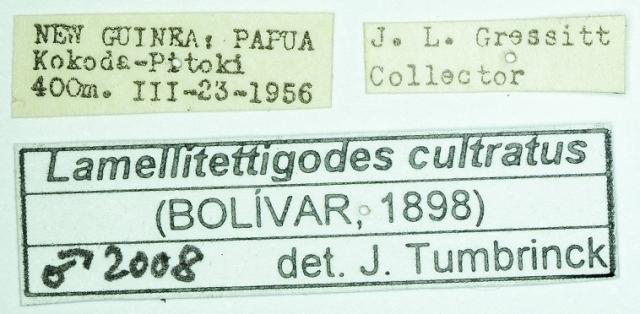 NEW GUINEA: PAPUA
Kokoda-Pitoki
400m. III-23-1956
J. L. Gressitt
Collector
Lamellitettigodes cultratus
(BOLÍVAR, 1898)
♂ 2008 det. J. Tumbrinck